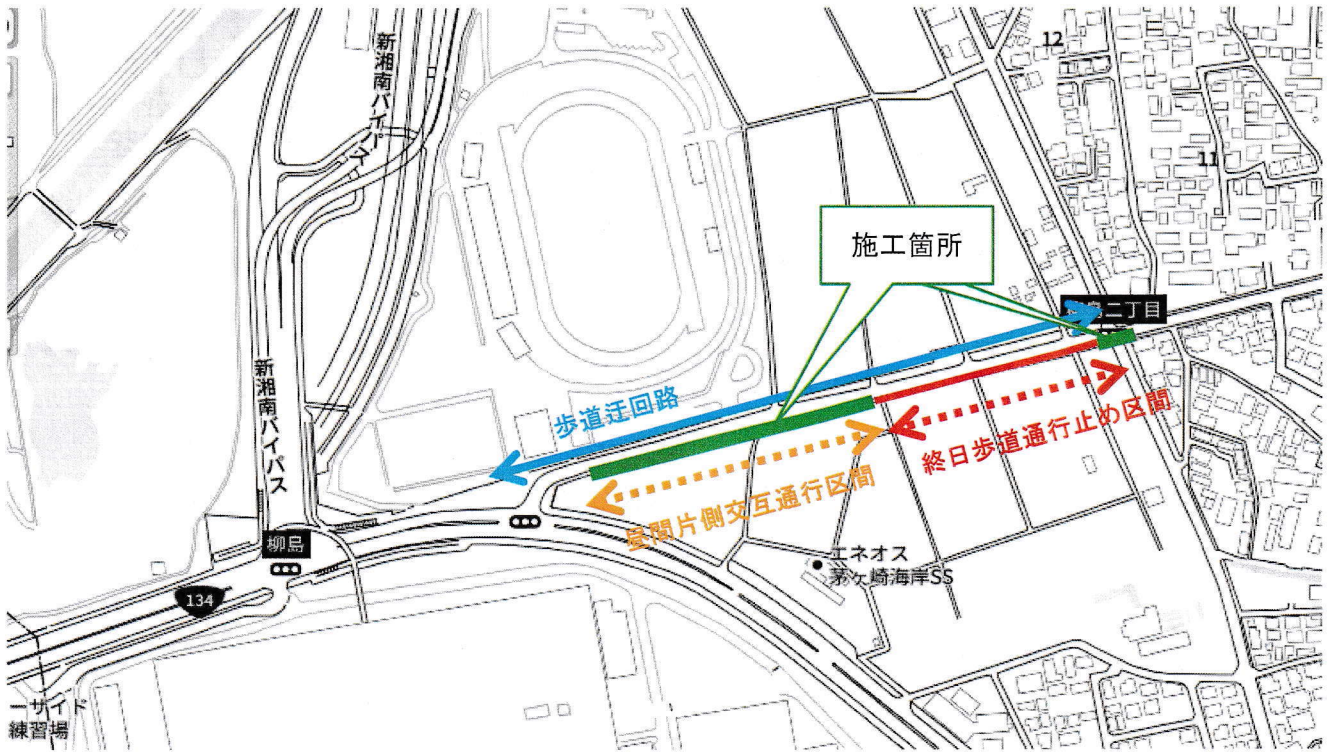 新湘南バイパス
12
11
施工箇所
二丁目
新湘南バイパス
歩道迂回路
終日歩道通行止め区間
昼間片側交互通行区間
柳島
エネオス
茅ヶ崎海岸SS
134
ーサイド
練習場